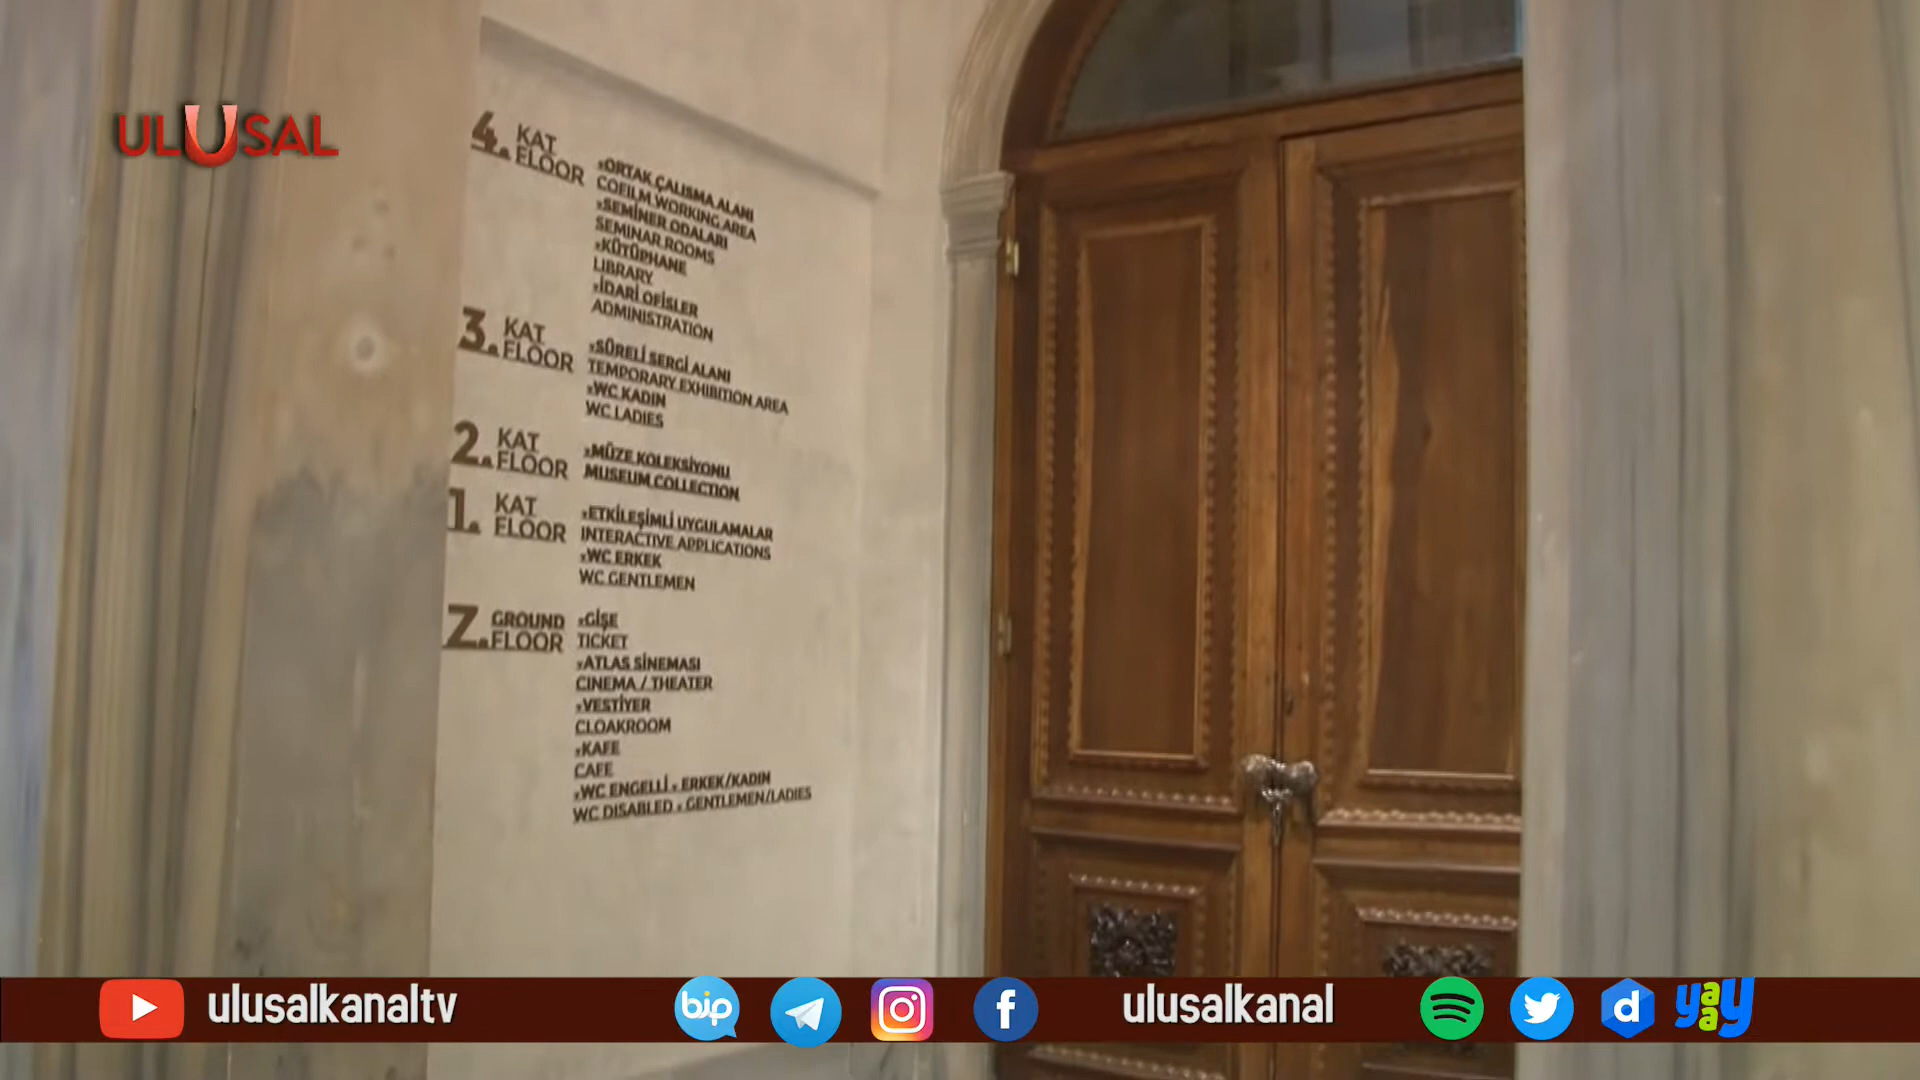 ULUSAL
4. KAT
FLOOR
ORTAK ÇALIŞMA ALANI
COFILM WORKING AREA
SEMİNER ODALARI
SEMINAR ROOMS
KÜTÜPHANE
LIBRARY
İDARİ OFİSLER
ADMINISTRATION
3. KAT
FLOOR
SÜRELİ SERGİ ALANI
TEMPORARY EXHIBITION AREA
WC KADIN
WC LADIES
2. KAT
FLOOR
MÜZE KOLEKSİYONU
MUSEUM COLLECTION
1. KAT
FLOOR
ETKİLEŞİMLİ UYGULAMALAR
INTERACTIVE APPLICATIONS
WC ERKEK
WC GENTLEMEN
Z. GROUND
FLOOR
GİŞE
TICKET
ATLAS SİNEMASI
CINEMA / THEATER
VESTİYER
CLOAKROOM
KAFE
CAFE
WC ENGELLİ • ERKEK/KADIN
WC DISABLED • GENTLEMEN/LADIES
ulusalkanaltv
bip
ulusalkanal
d
yaay